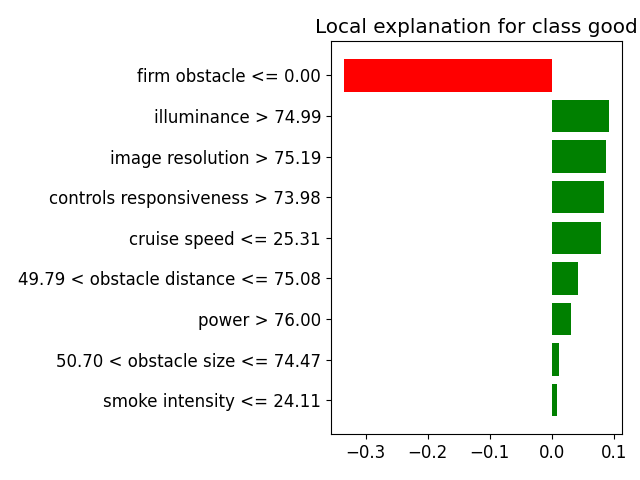 Local explanation for class good
firm obstacle <= 0.00
illuminance > 74.99
image resolution > 75.19
controls responsiveness > 73.98
cruise speed <= 25.31
49.79 < obstacle distance <= 75.08
power > 76.00
50.70 < obstacle size <= 74.47
smoke intensity <= 24.11
−0.3 −0.2 −0.1 0.0 0.1